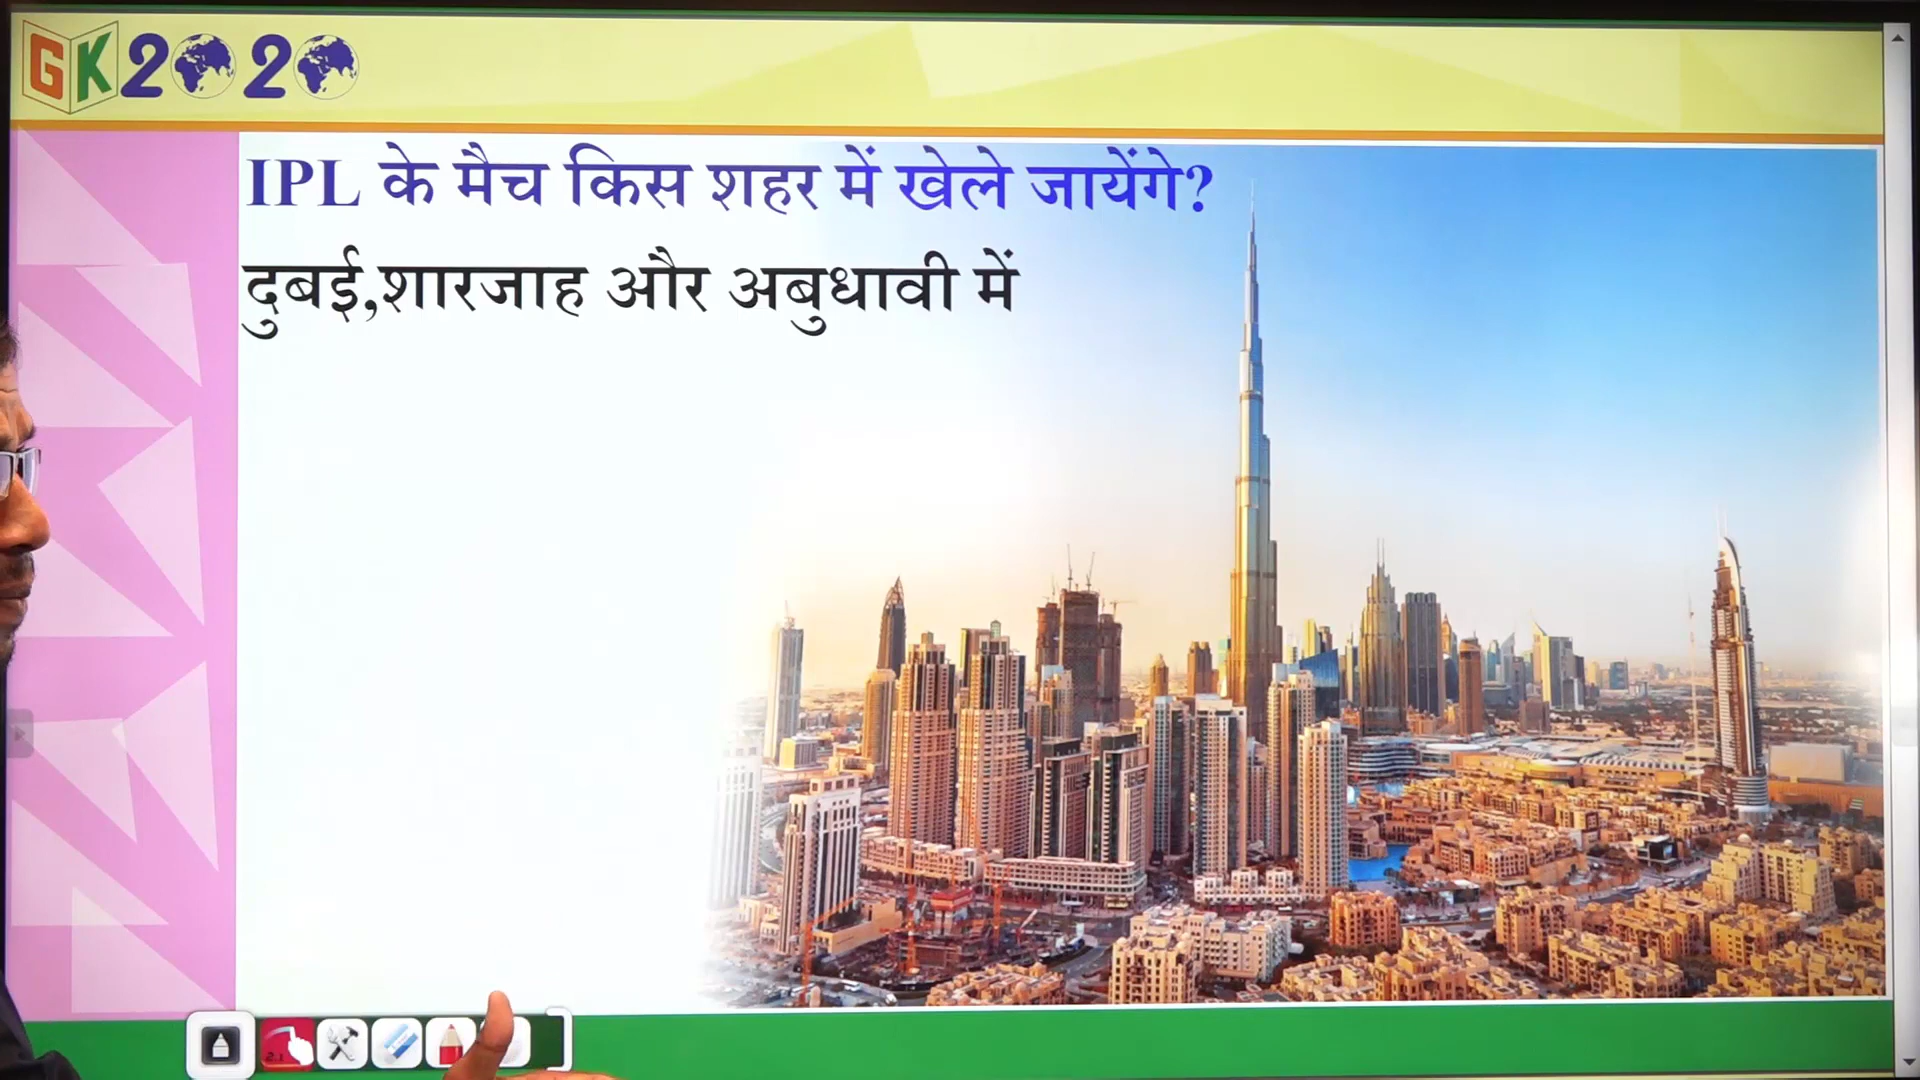 GK2020
IPL के मैच किस शहर में खेले जायेंगे?
दुबई,शारजाह और अबुधावी में